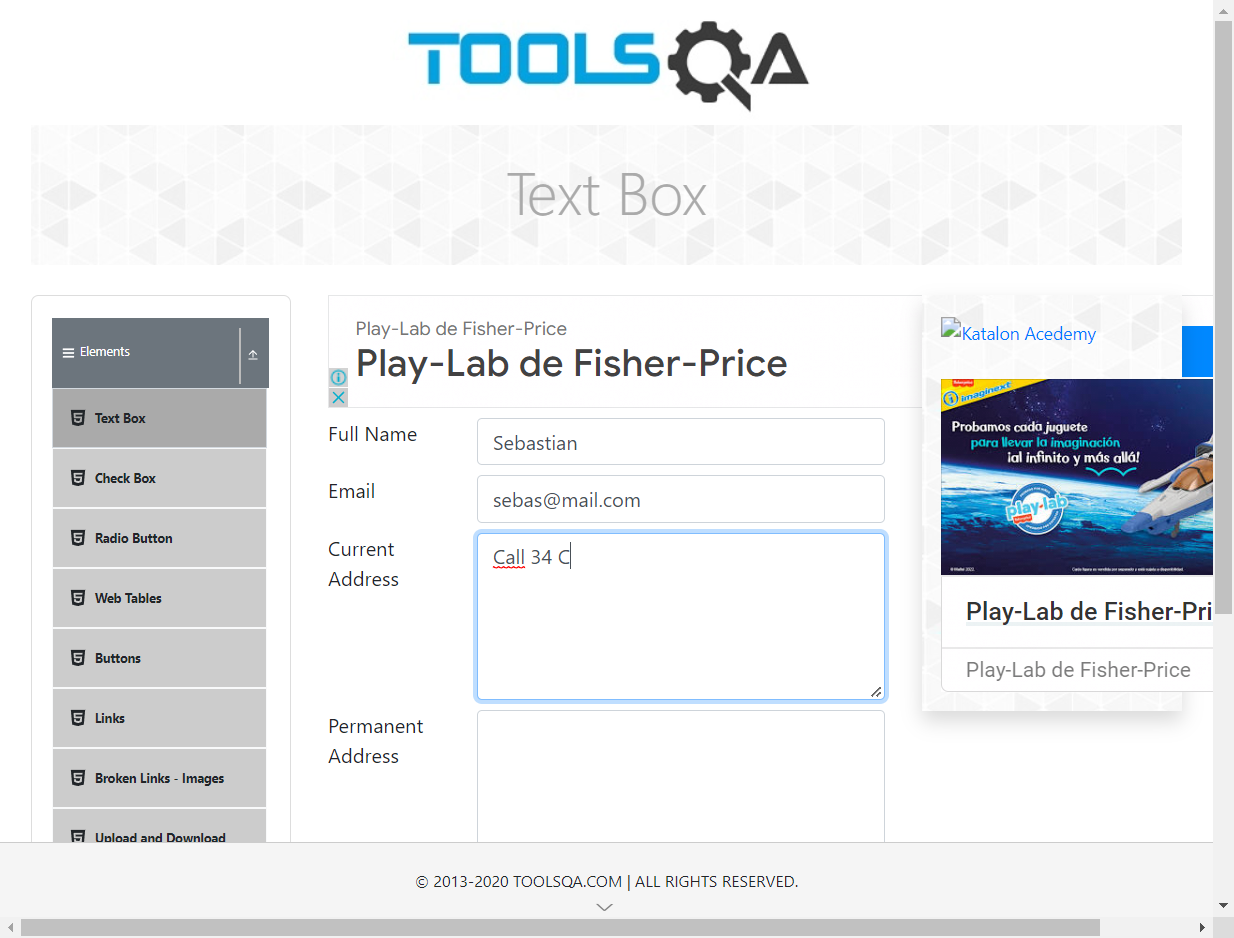 TOOLSQA
Text Box
Elements
Text Box
Check Box
Radio Button
Web Tables
Buttons
Links
Broken Links - Images
Upload and Download
Play-Lab de Fisher-Price
Play-Lab de Fisher-Price
Full Name
Sebastian
Email
sebas@mail.com
Current
Address
Call 34 C
Permanent
Address
Katalon Acedemy
imaginext
Probamos cada juguete
para llevar la imaginación
¡al infinito y más allá!
play-lab
Play-Lab de Fisher-Pri
Play-Lab de Fisher-Price
© 2013-2020 TOOLSQA.COM | ALL RIGHTS RESERVED.